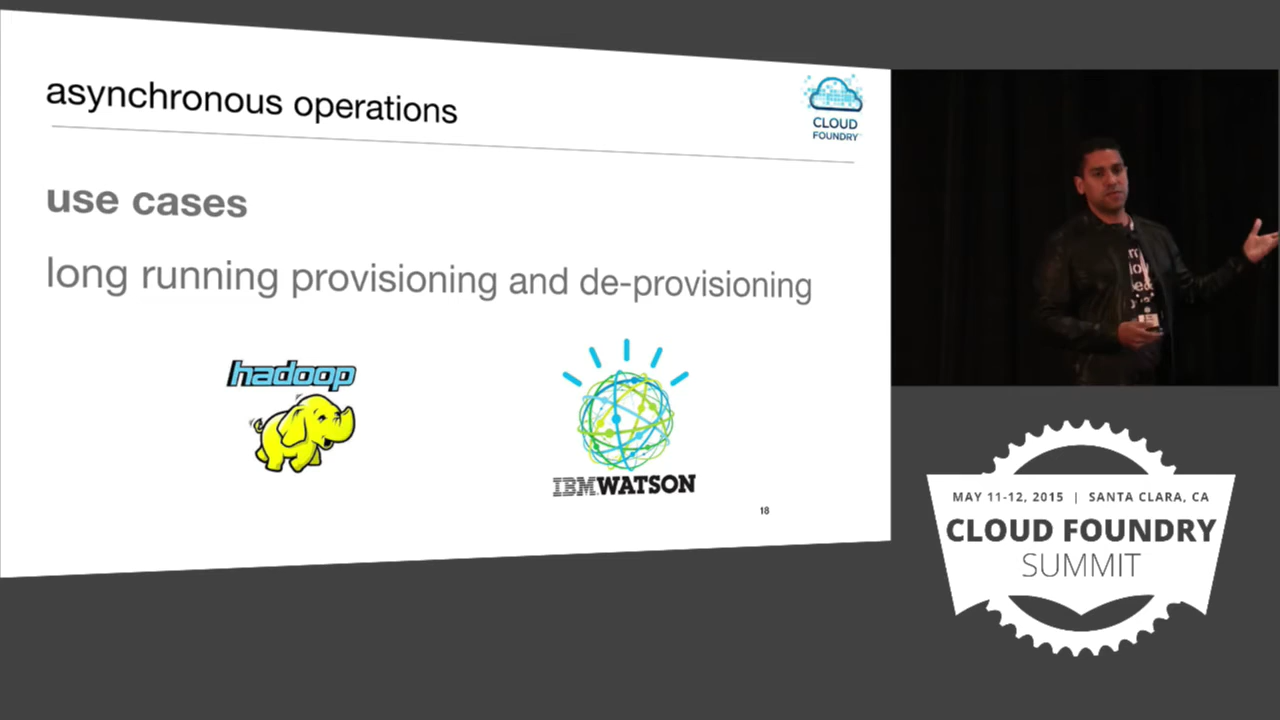 asynchronous operations
CLOUD
FOUNDRY
use cases
long running provisioning and de-provisioning
hadoop
IBM WATSON
18
MAY 11-12, 2015 | SANTA CLARA, CA
CLOUD FOUNDRY
SUMMIT